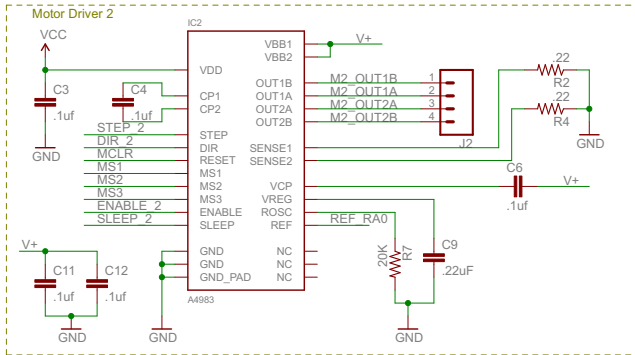 Motor Driver 2
IC2
VCC
V+
VBB1
VBB2
VDD
C3
.1uf
GND
C4
.1uf
CP1
CP2
OUT1B
OUT1A
OUT2A
OUT2B
M2_OUT1B
M2_OUT1A
M2_OUT2A
M2_OUT2B
1
2
3
4
J2
.22
R2
.22
R4
GND
STEP_2
DIR_2
MCLR
MS1
MS2
MS3
ENABLE_2
SLEEP_2
STEP
DIR
RESET
MS1
MS2
MS3
ENABLE
SLEEP
SENSE1
SENSE2
VCP
VREG
ROSC
REF
REF_RA0
C6
.1uf
V+
GND
GND
GND_PAD
NC
NC
NC
20K
R7
C9
.22uF
GND
V+
C11
.1uf
C12
.1uf
GND
GND
A4983